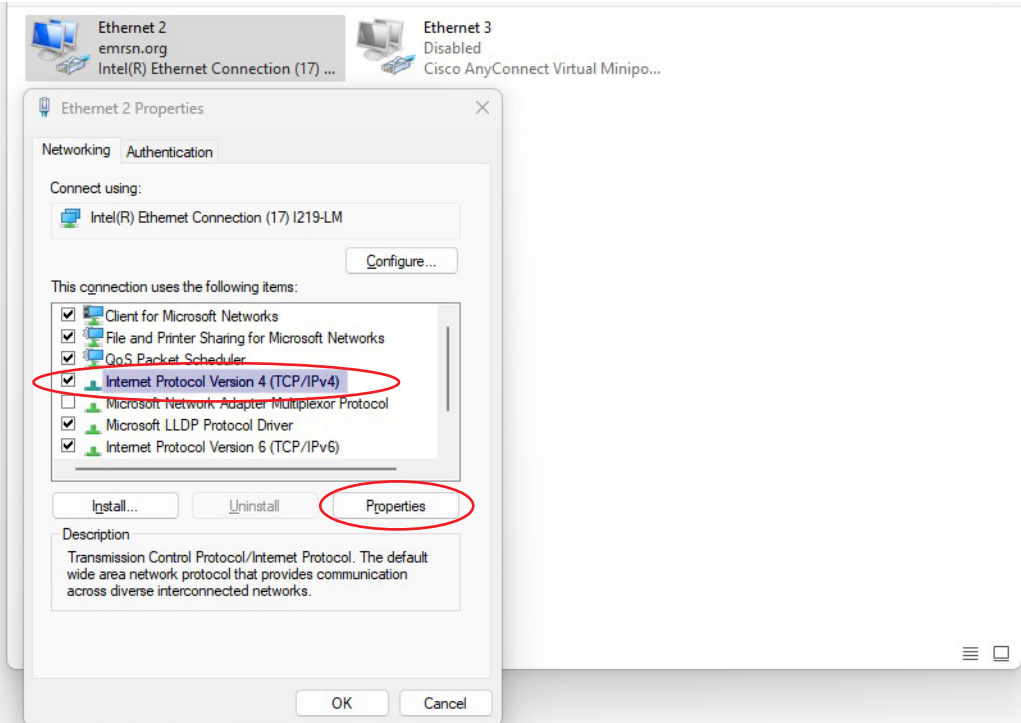 Ethernet 2
emrsn.org
Intel(R) Ethernet Connection (17) ...
Ethernet 3
Disabled
Cisco AnyConnect Virtual Minipo...
Ethernet 2 Properties
Networking
Authentication
Connect using:
Intel(R) Ethernet Connection (17) I219-LM
Configure...
This connection uses the following items:
Client for Microsoft Networks
File and Printer Sharing for Microsoft Networks
QoS Packet Scheduler
Internet Protocol Version 4 (TCP/IPv4)
Microsoft Network Adapter Multiplexor Protocol
Microsoft LLDP Protocol Driver
Internet Protocol Version 6 (TCP/IPv6)
Install...
Uninstall
Properties
Description
Transmission Control Protocol/Internet Protocol. The default
wide area network protocol that provides communication
across diverse interconnected networks.
OK
Cancel